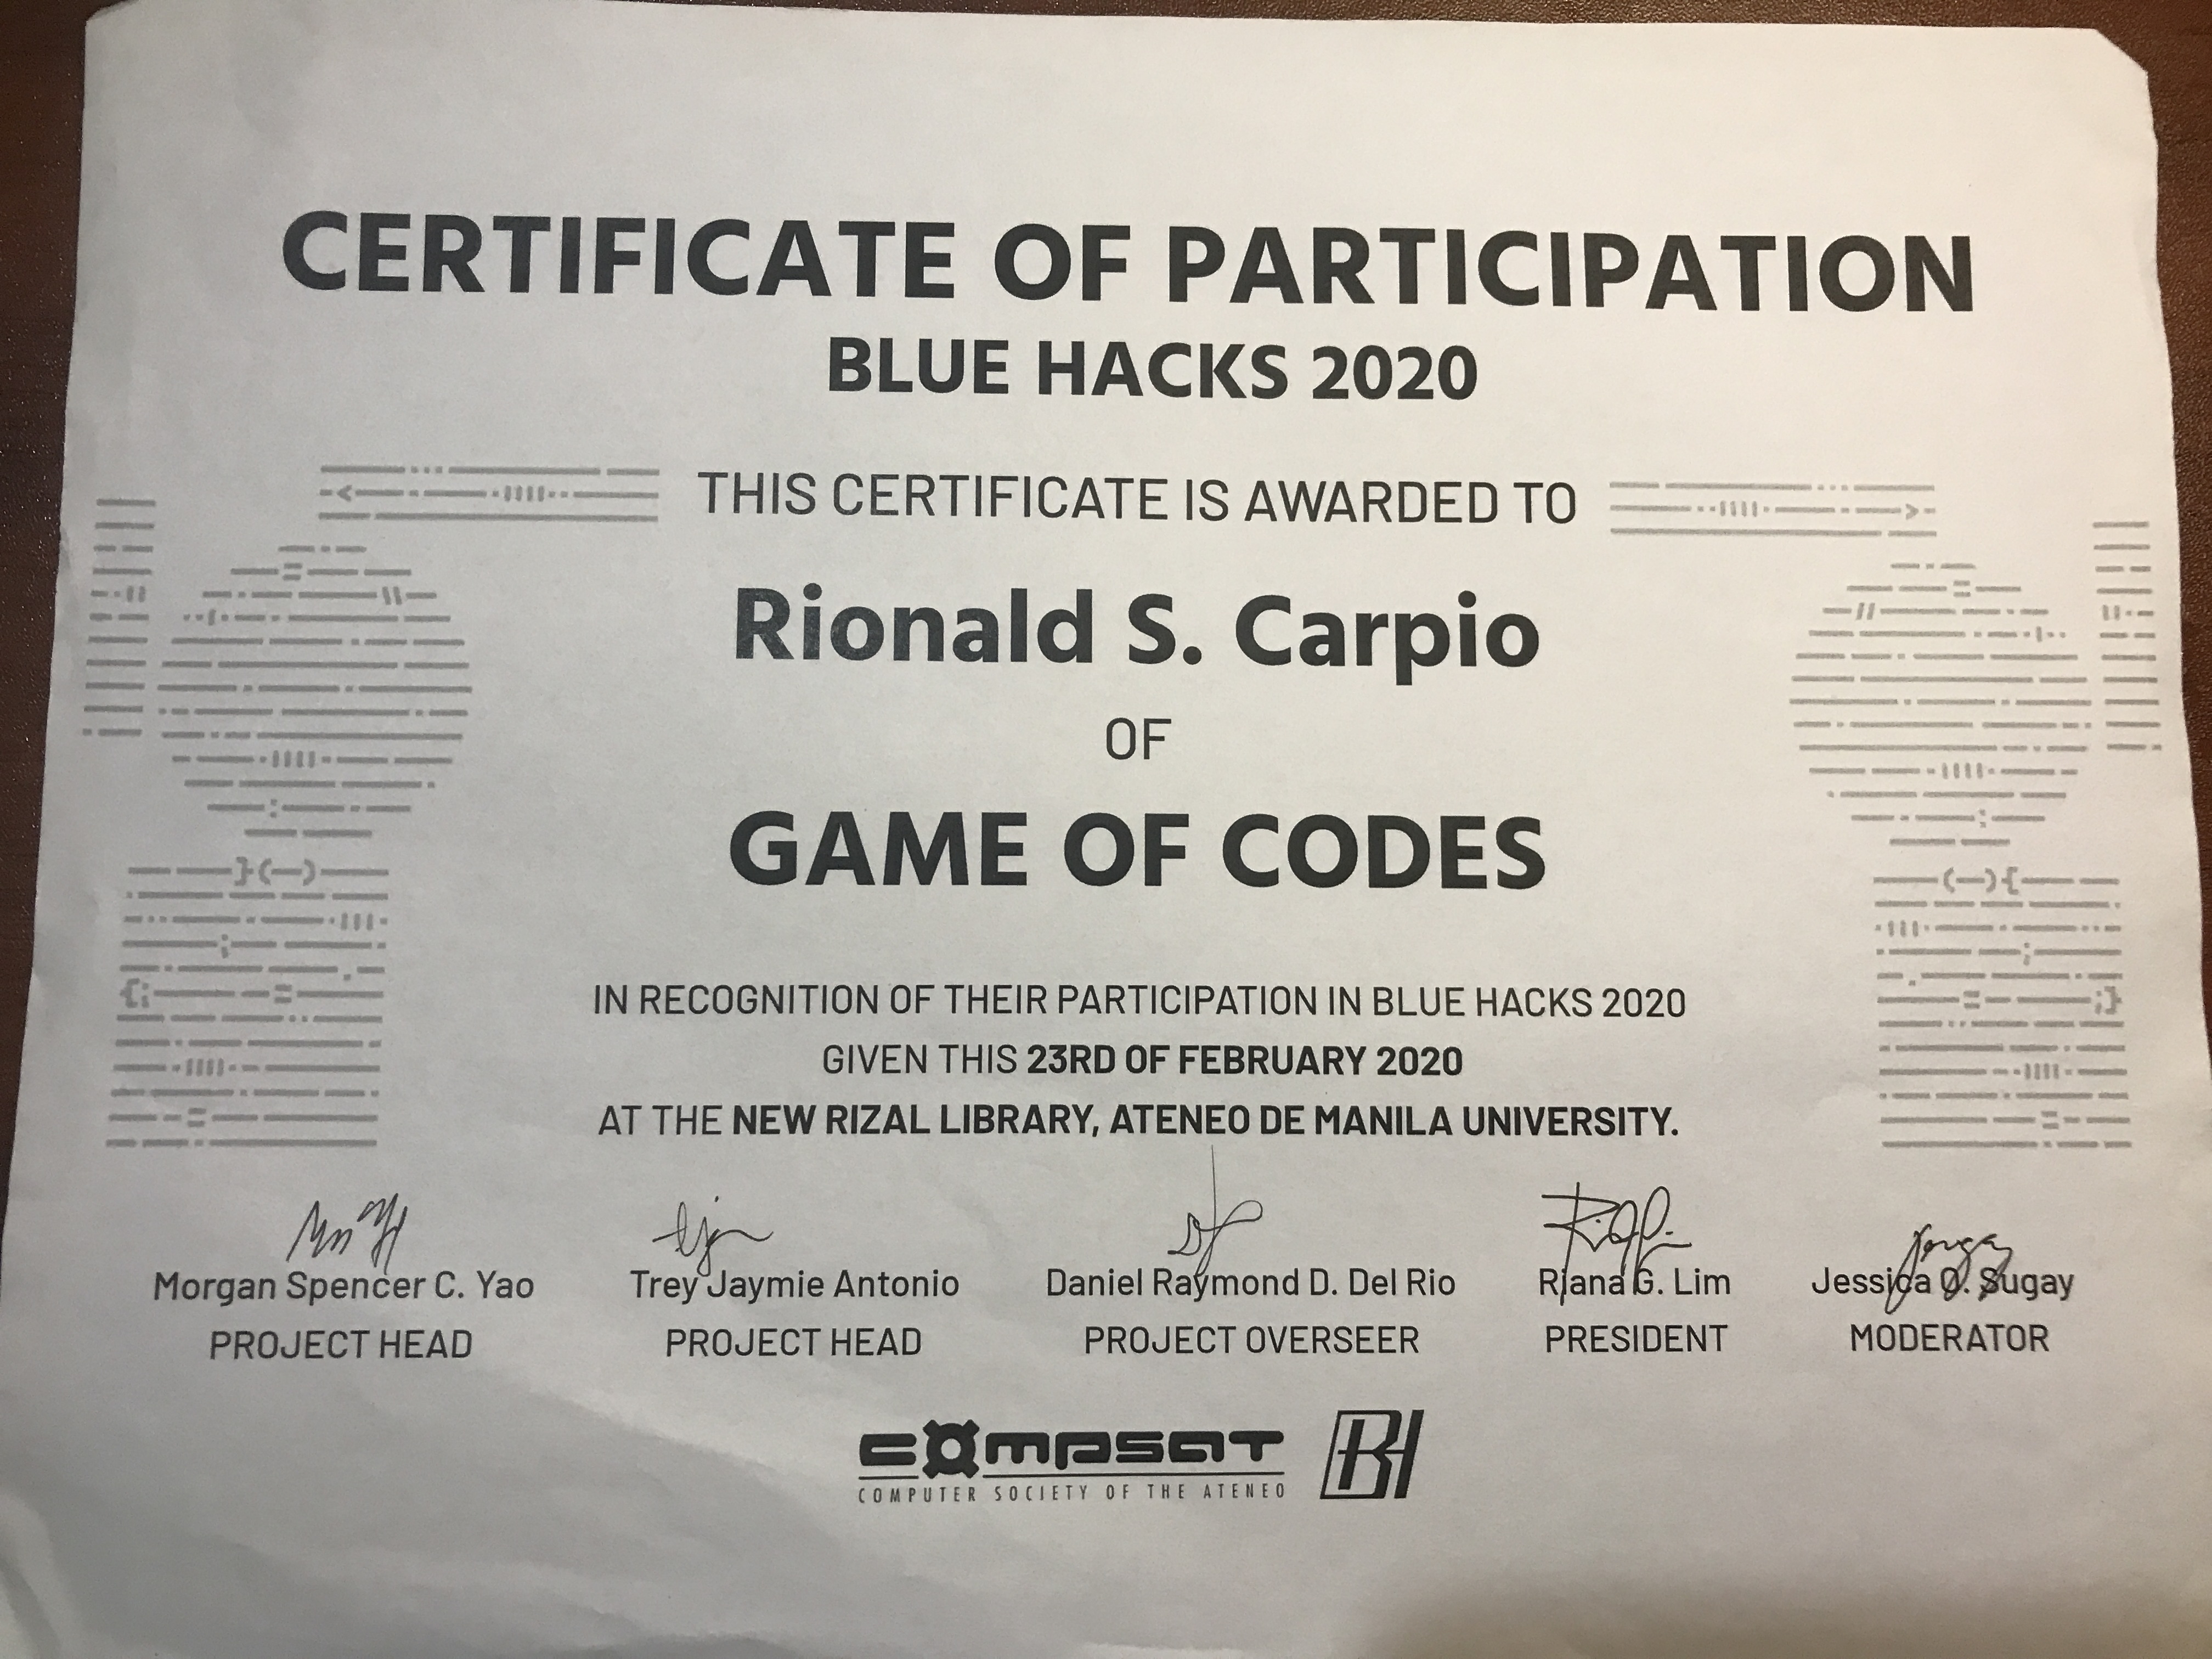 CERTIFICATE OF PARTICIPATION
BLUE HACKS 2020
THIS CERTIFICATE IS AWARDED TO
Rionald S. Carpio
OF
GAME OF CODES
IN RECOGNITION OF THEIR PARTICIPATION IN BLUE HACKS 2020
GIVEN THIS 23RD OF FEBRUARY 2020
AT THE NEW RIZAL LIBRARY, ATENEO DE MANILA UNIVERSITY.
Morgan Spencer C. Yao Trey Jaymie Antonio Daniel Raymond D. Del Rio Riana G. Lim Jessica O. Sugay
PROJECT HEAD PROJECT HEAD PROJECT OVERSEER PRESIDENT MODERATOR
compsat BH
COMPUTER SOCIETY OF THE ATENEO